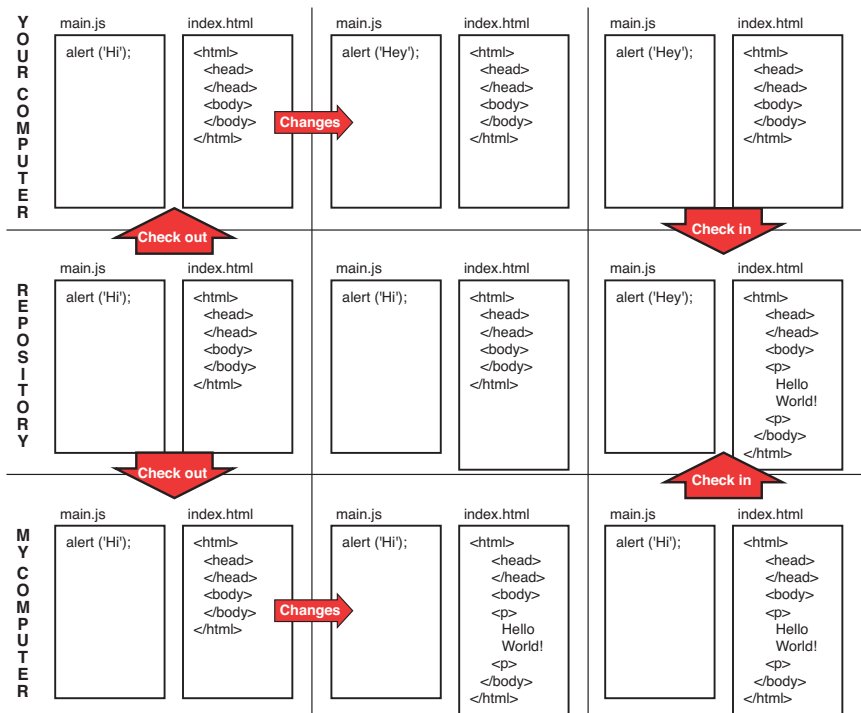 YOUR COMPUTER
main.js
alert ('Hi');
index.html
<html>
<head>
</head>
<body>
</body>
</html>
Changes
main.js
alert ('Hey');
index.html
<html>
<head>
</head>
<body>
</body>
</html>
main.js
alert ('Hey');
index.html
<html>
<head>
</head>
<body>
</body>
</html>
Check out
Check in
REPOSITORY
main.js
alert ('Hi');
index.html
<html>
<head>
</head>
<body>
</body>
</html>
main.js
alert ('Hi');
index.html
<html>
<head>
</head>
<body>
</body>
</html>
main.js
alert ('Hey');
index.html
<html>
<head>
</head>
<body>
<p>
Hello
World!
<p>
</body>
</html>
Check out
Check in
MY COMPUTER
main.js
alert ('Hi');
index.html
<html>
<head>
</head>
<body>
</body>
</html>
Changes
main.js
alert ('Hi');
index.html
<html>
<head>
</head>
<body>
<p>
Hello
World!
<p>
</body>
</html>
main.js
alert ('Hi');
index.html
<html>
<head>
</head>
<body>
<p>
Hello
World!
<p>
</body>
</html>